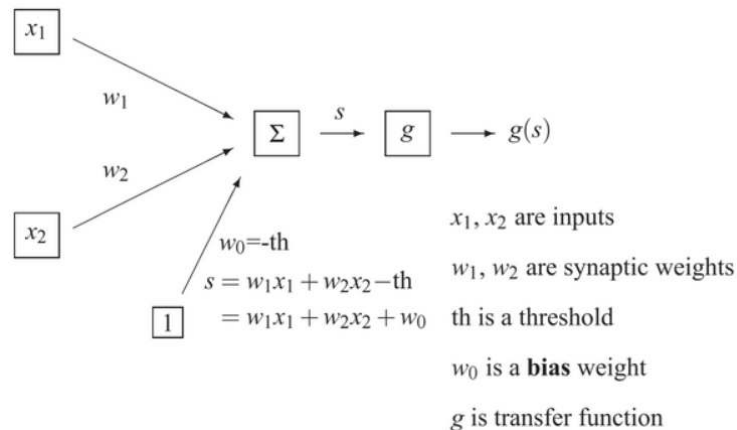 x₁
w₁
w₂
x₂
Σ
s
g
g(s)
w₀=-th
s = w₁x₁ + w₂x₂ − th
= w₁x₁ + w₂x₂ + w₀
1
x₁, x₂ are inputs
w₁, w₂ are synaptic weights
th is a threshold
w₀ is a bias weight
g is transfer function